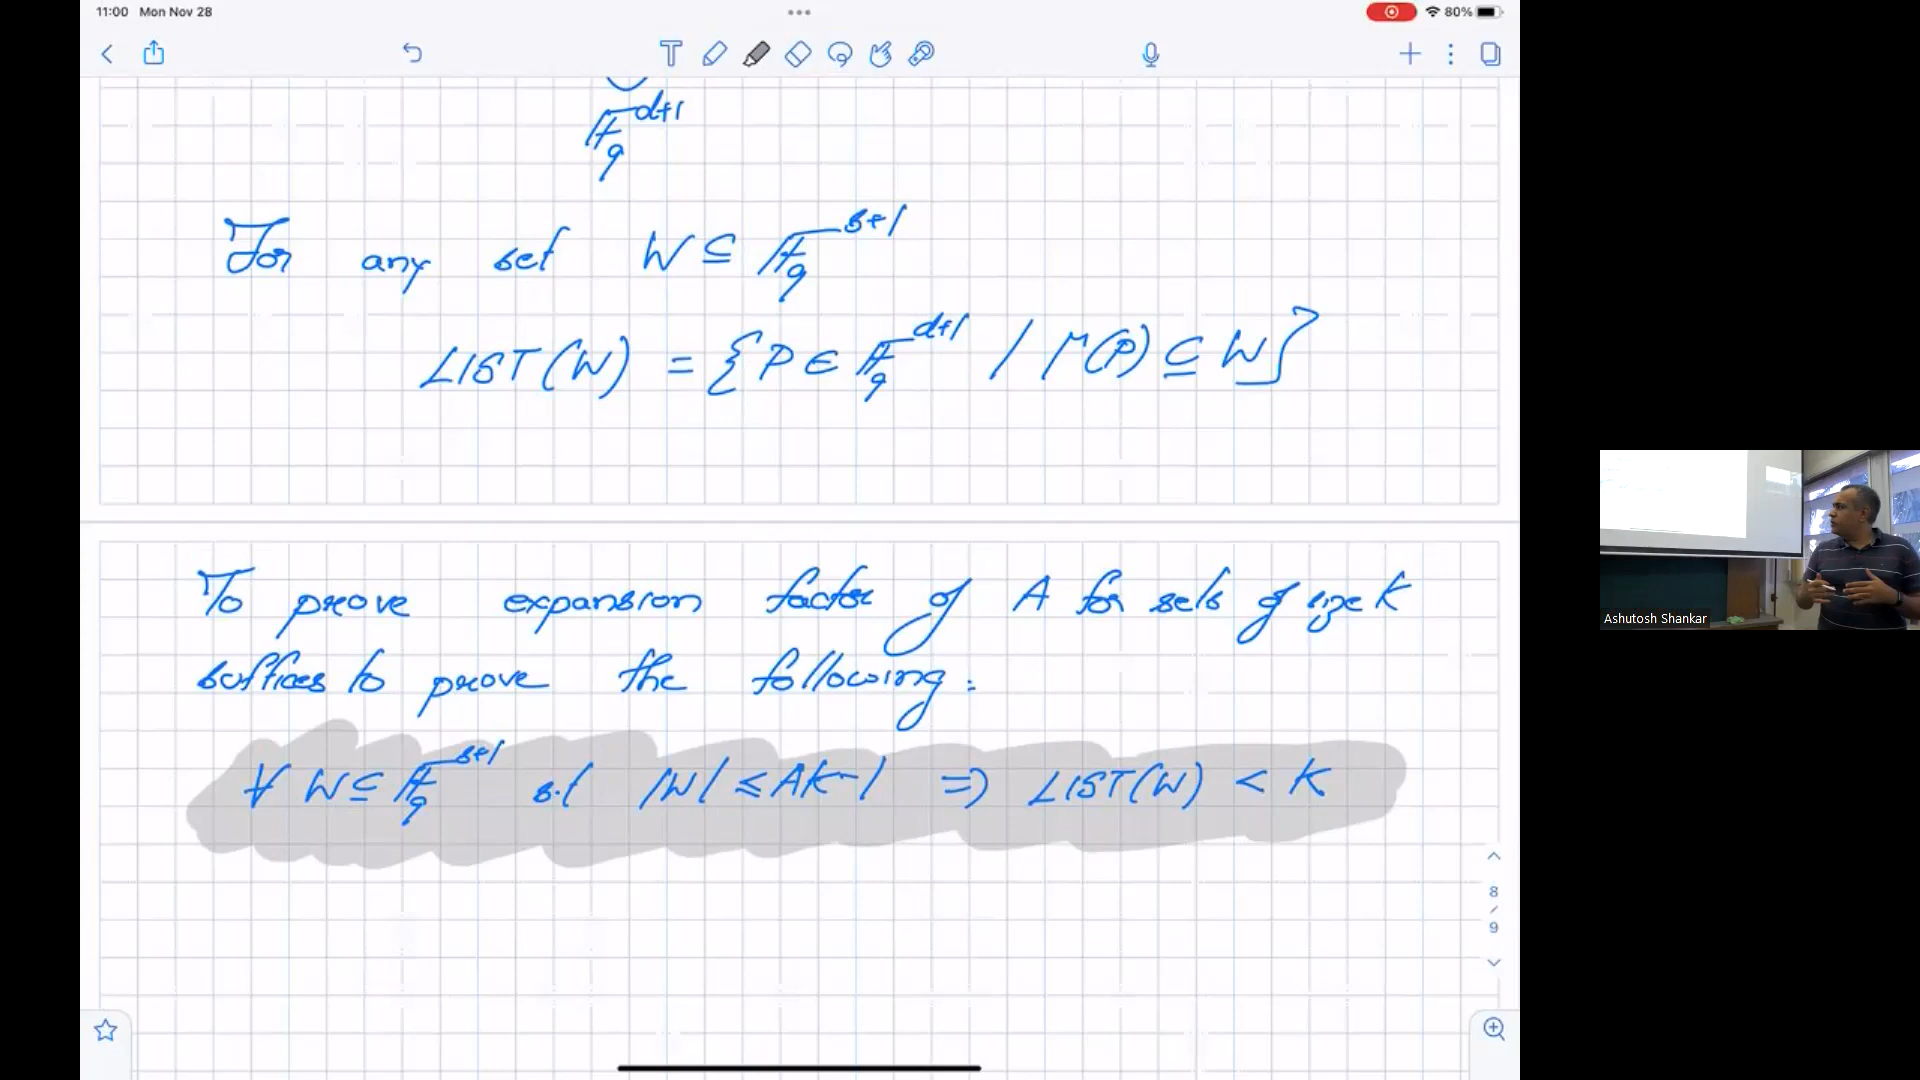 11:00 Mon Nov 28
80%
𝔽_q^{d+1}
For any set W ⊆ 𝔽_q^{s+1}
LIST(W) = {P ∈ 𝔽_q^{d+1} / Γ(P) ⊆ W}
To prove expansion factor of A for sets of size K
suffices to prove the following:
∀ W ⊆ 𝔽_q^{s+1} s.t |W| ≤ AK-1 ⇒ LIST(W) < K
8
/
9
Ashutosh Shankar